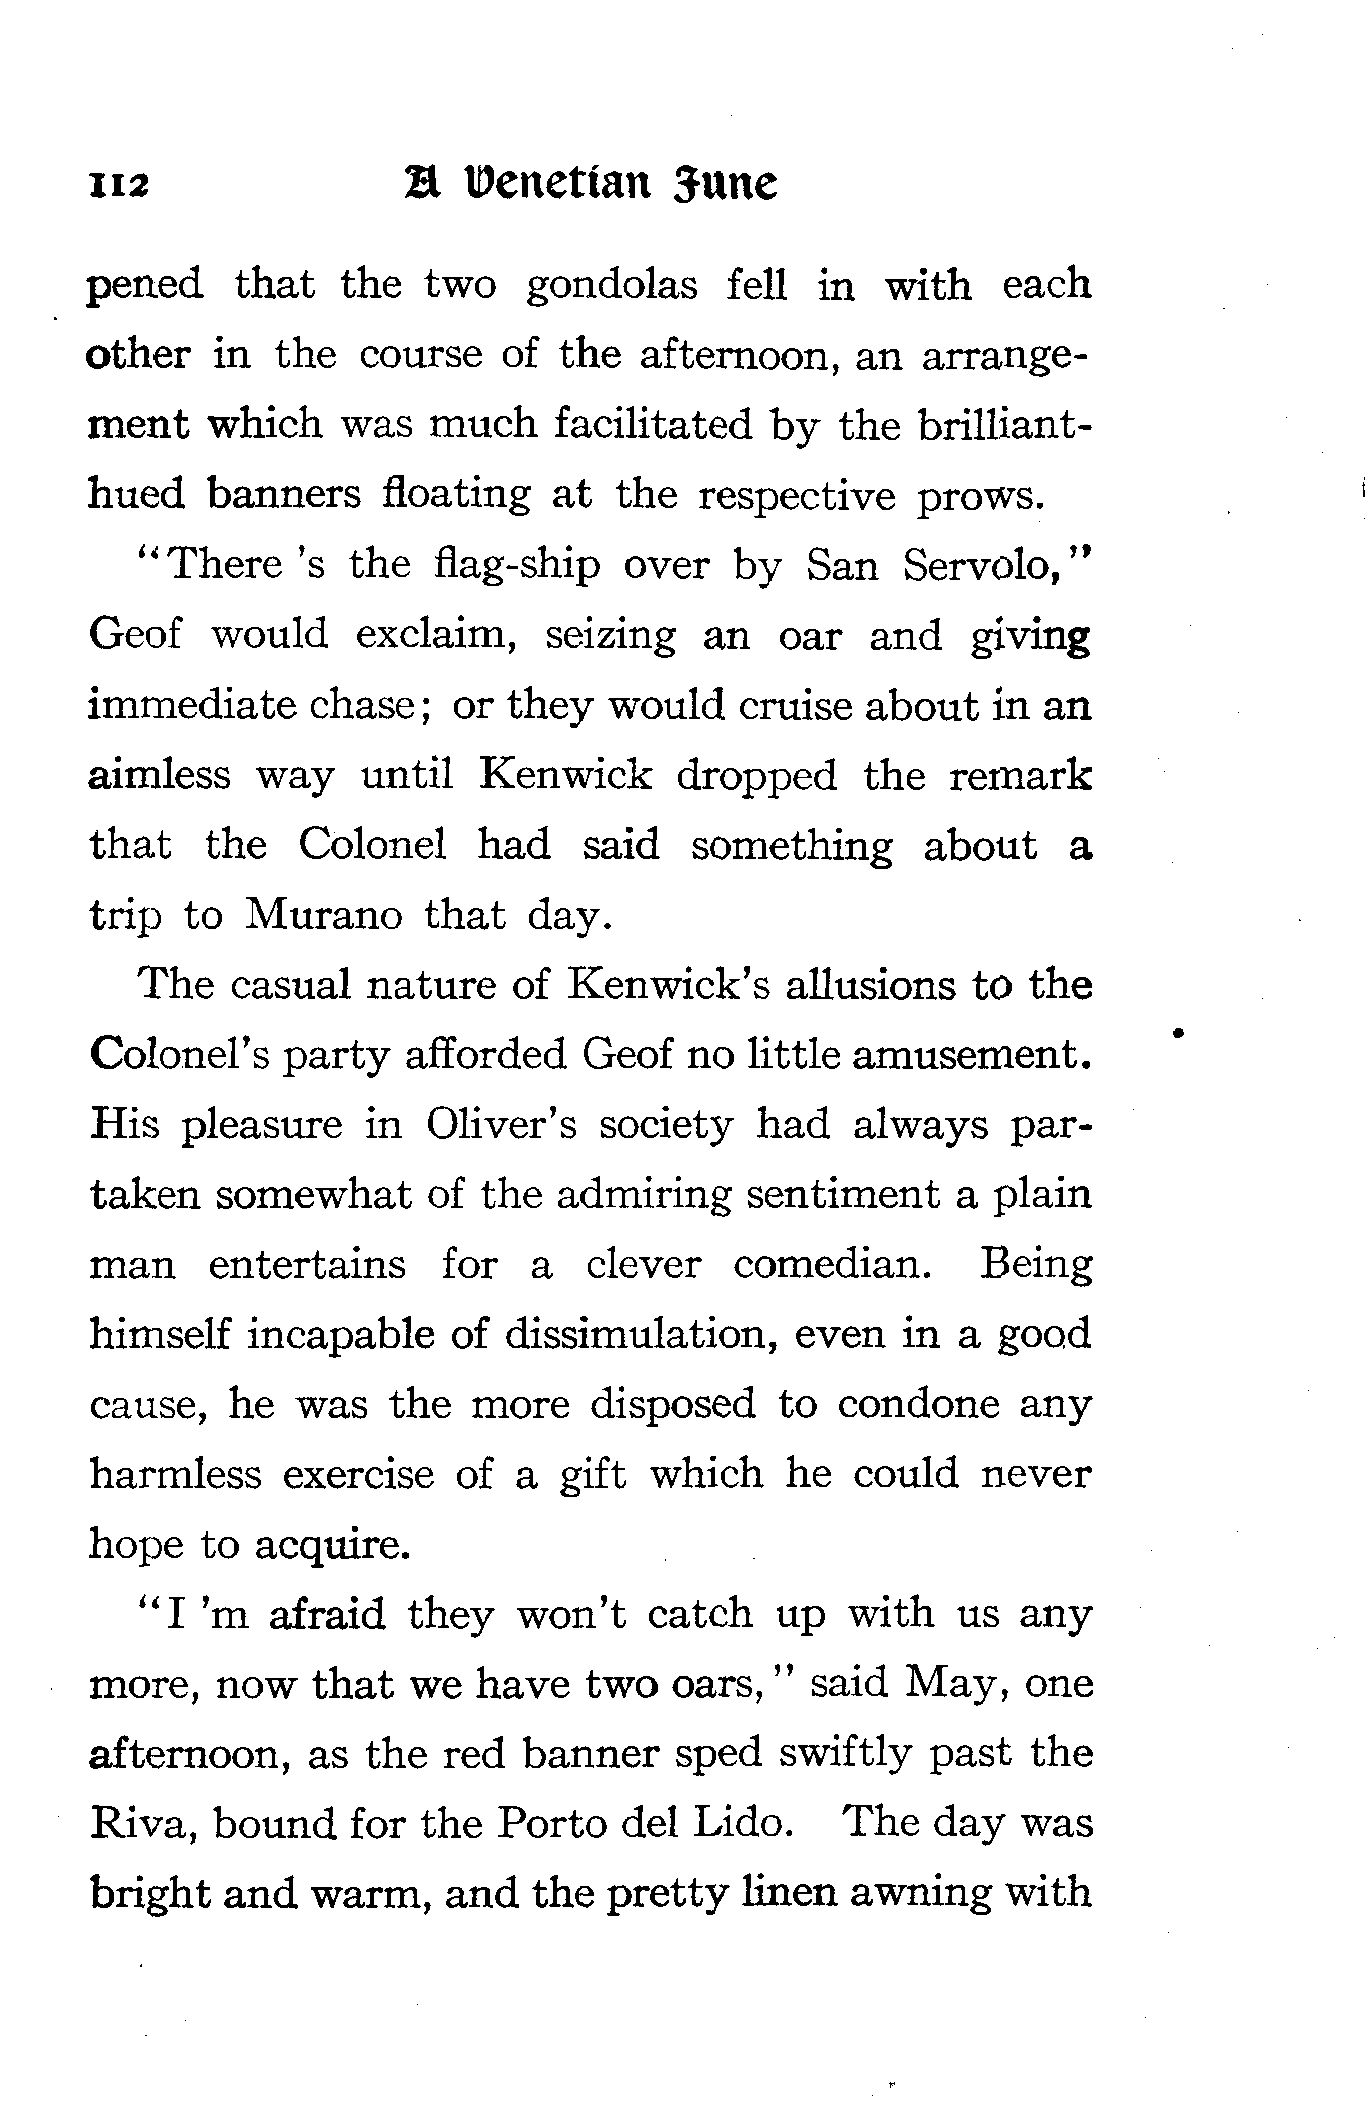 112 A Venetian June
pened that the two gondolas fell in with each
other in the course of the afternoon, an arrange-
ment which was much facilitated by the brilliant-
hued banners floating at the respective prows.
"There 's the flag-ship over by San Servolo,"
Geof would exclaim, seizing an oar and giving
immediate chase; or they would cruise about in an
aimless way until Kenwick dropped the remark
that the Colonel had said something about a
trip to Murano that day.
The casual nature of Kenwick's allusions to the
Colonel's party afforded Geof no little amusement.
His pleasure in Oliver's society had always par-
taken somewhat of the admiring sentiment a plain
man entertains for a clever comedian. Being
himself incapable of dissimulation, even in a good
cause, he was the more disposed to condone any
harmless exercise of a gift which he could never
hope to acquire.
"I 'm afraid they won't catch up with us any
more, now that we have two oars," said May, one
afternoon, as the red banner sped swiftly past the
Riva, bound for the Porto del Lido. The day was
bright and warm, and the pretty linen awning with